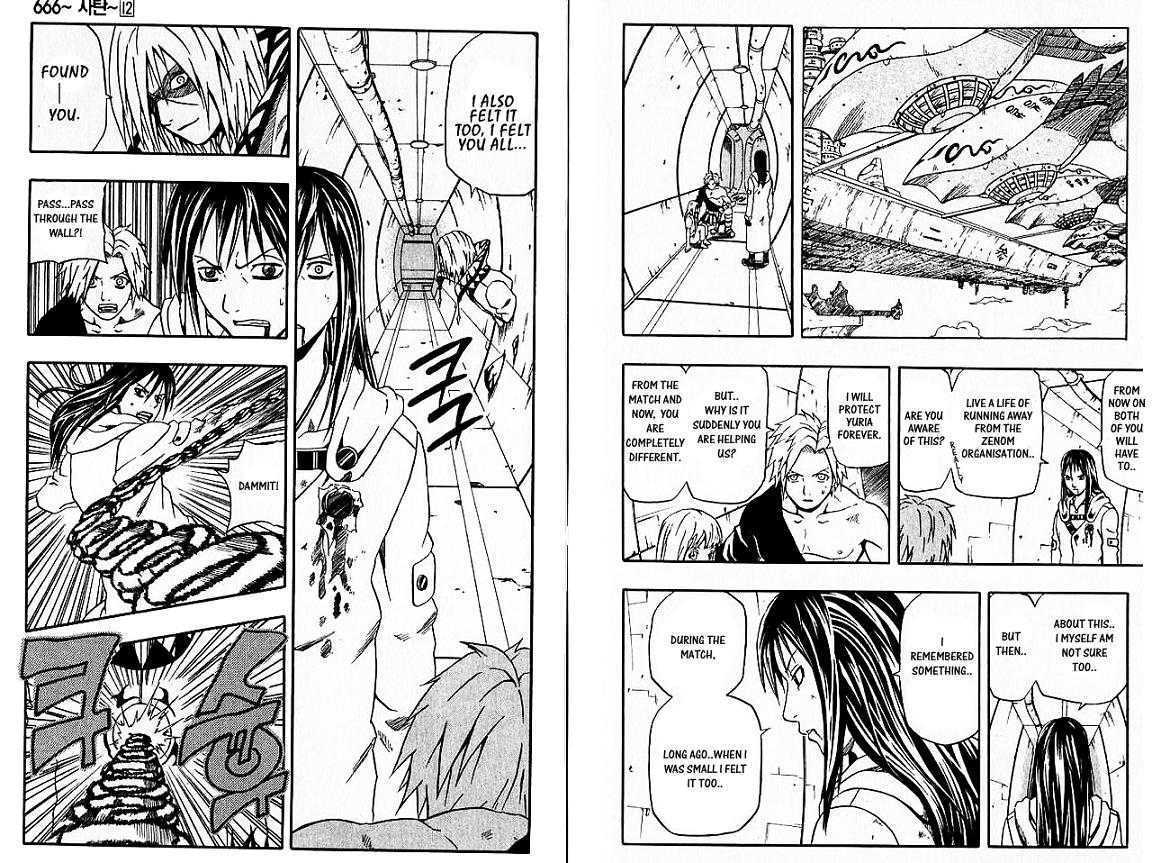 FROM
NOW ON
BOTH
OF YOU
WILL
HAVE
TO..
LIVE A LIFE OF
RUNNING AWAY
FROM THE
ZENOM
ORGANISATION..
ARE YOU
AWARE
OF THIS?
I WILL
PROTECT
YURIA
FOREVER.
BUT..
WHY IS IT
SUDDENLY YOU
ARE HELPING
US?
FROM THE
MATCH AND
NOW, YOU
ARE
COMPLETELY
DIFFERENT.
ABOUT THIS..
I MYSELF AM
NOT SURE
TOO..
BUT
THEN..
I
REMEMBERED
SOMETHING..
DURING THE
MATCH.
LONG AGO..WHEN I
WAS SMALL I FELT
IT TOO..
666~ 사탄~12
I ALSO
FELT IT
TOO, I FELT
YOU ALL...
FOUND
—
YOU.
PASS...PASS
THROUGH THE
WALL?!
DAMMIT!